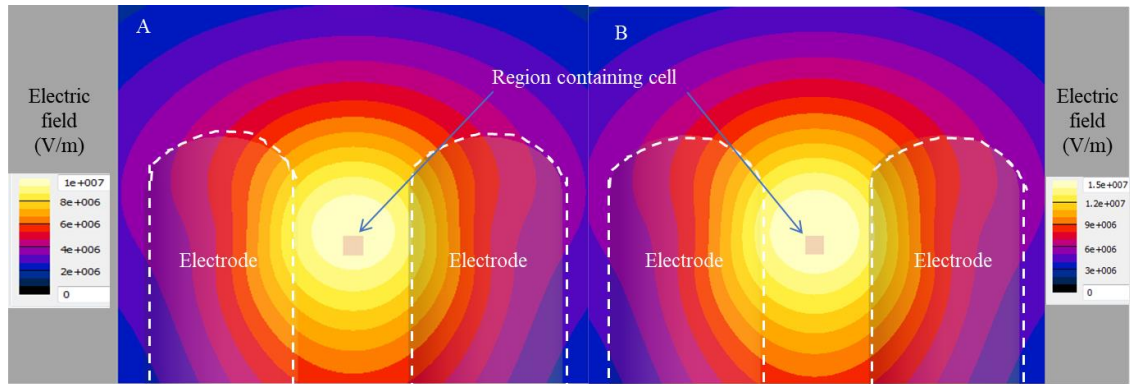 A
B
Region containing cell
Electric
field
(V/m)
1e+007
8e+006
6e+006
4e+006
2e+006
0
Electrode
Electrode
Electrode
Electrode
Electric
field
(V/m)
1.5e+007
1.2e+007
9e+006
6e+006
3e+006
0